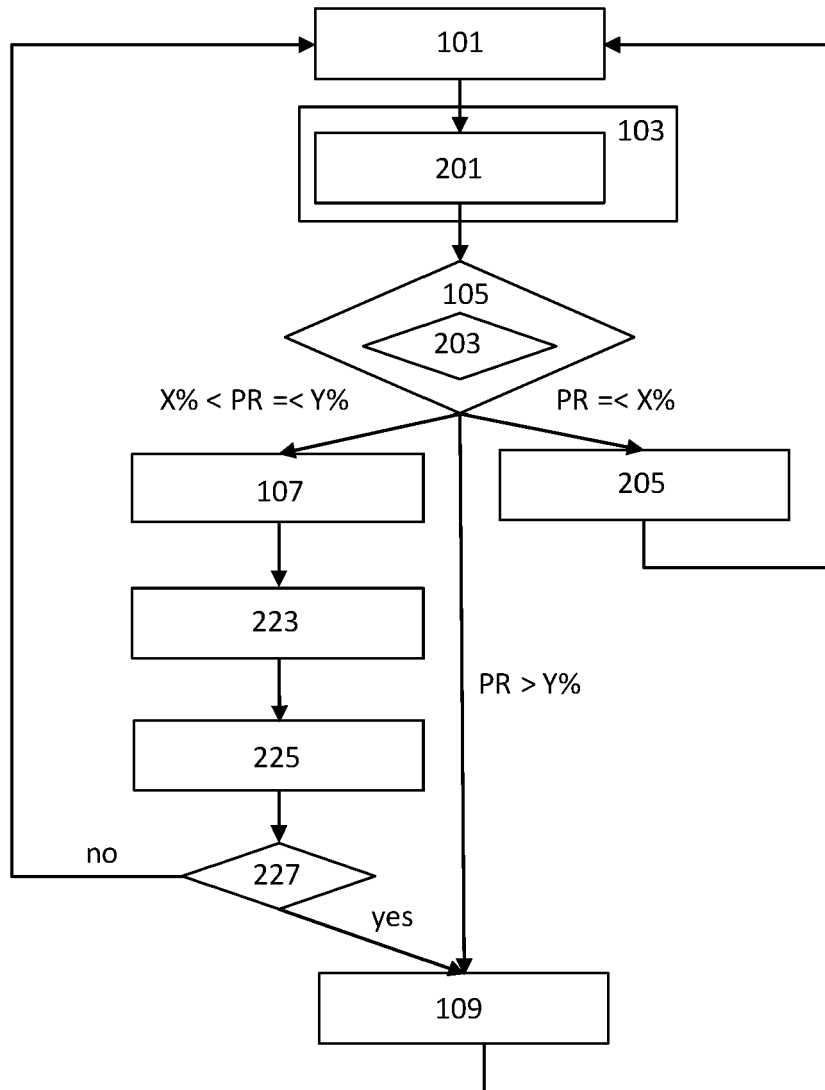 101
103
201
105
203
X% < PR =< Y%
PR =< X%
107
205
223
PR > Y%
225
no
227
yes
109